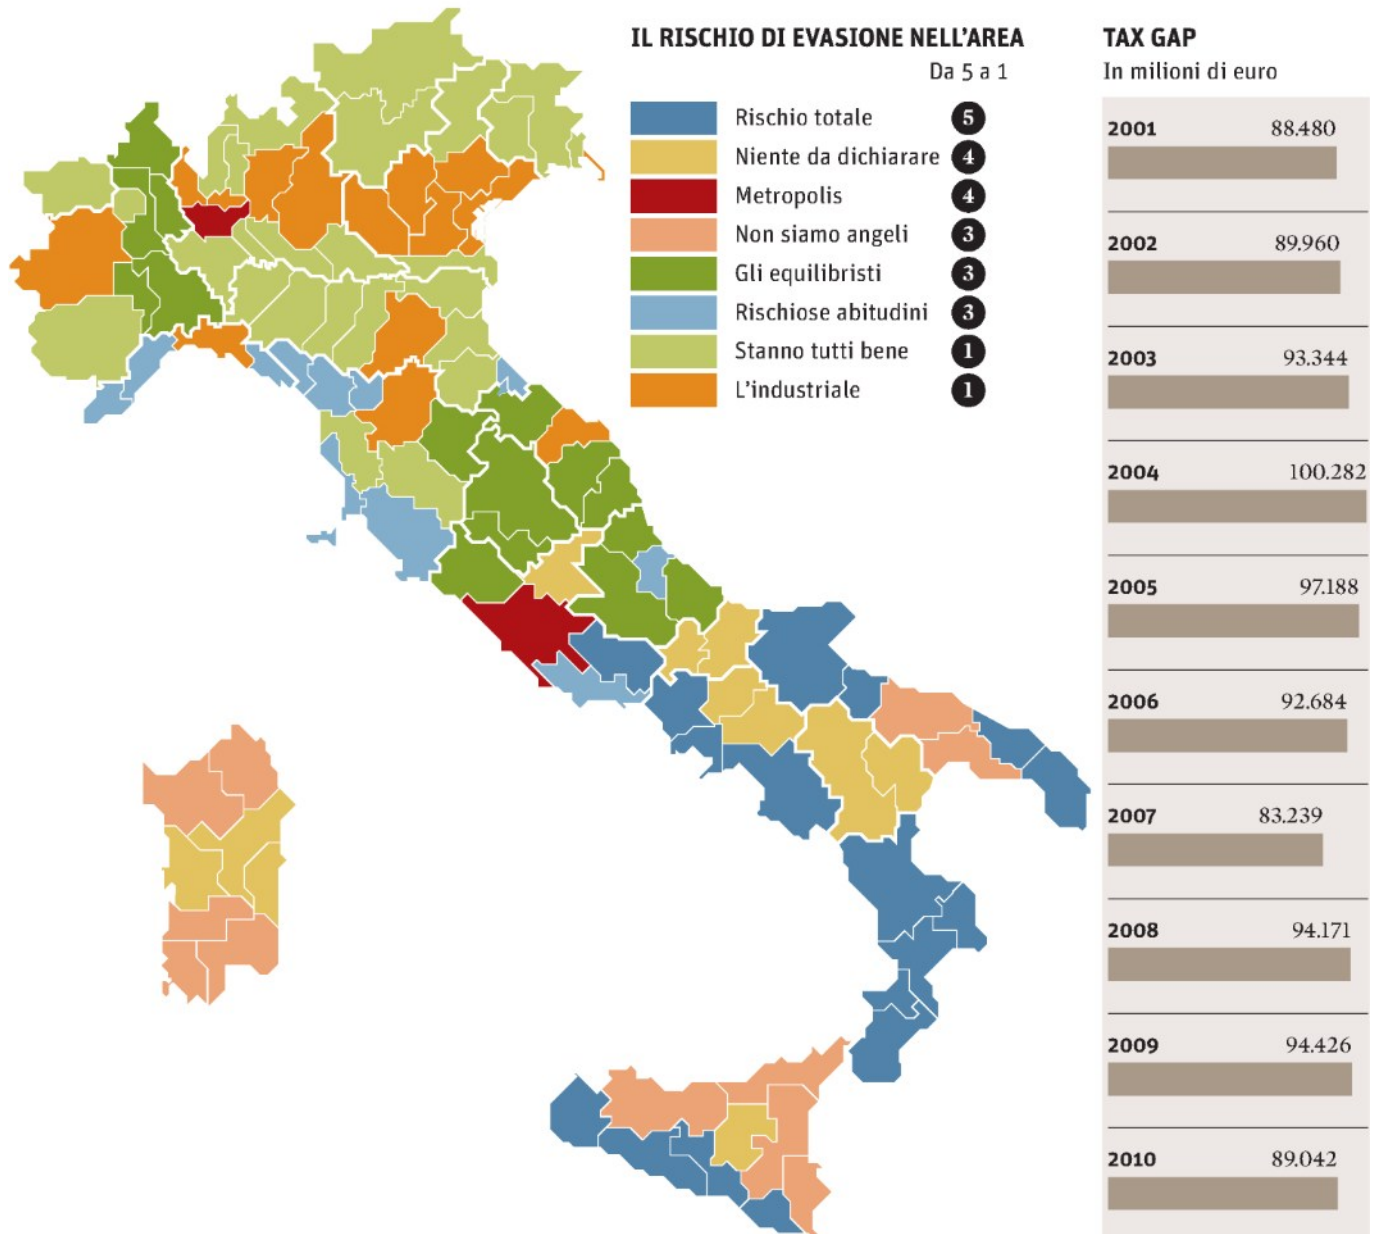 IL RISCHIO DI EVASIONE NELL'AREA
Da 5 a 1
Rischio totale 5
Niente da dichiarare 4
Metropolis 4
Non siamo angeli 3
Gli equilibristi 3
Rischiose abitudini 3
Stanno tutti bene 1
L'industriale 1
TAX GAP
In milioni di euro
2001 88.480
2002 89.960
2003 93.344
2004 100.282
2005 97.188
2006 92.684
2007 83.239
2008 94.171
2009 94.426
2010 89.042